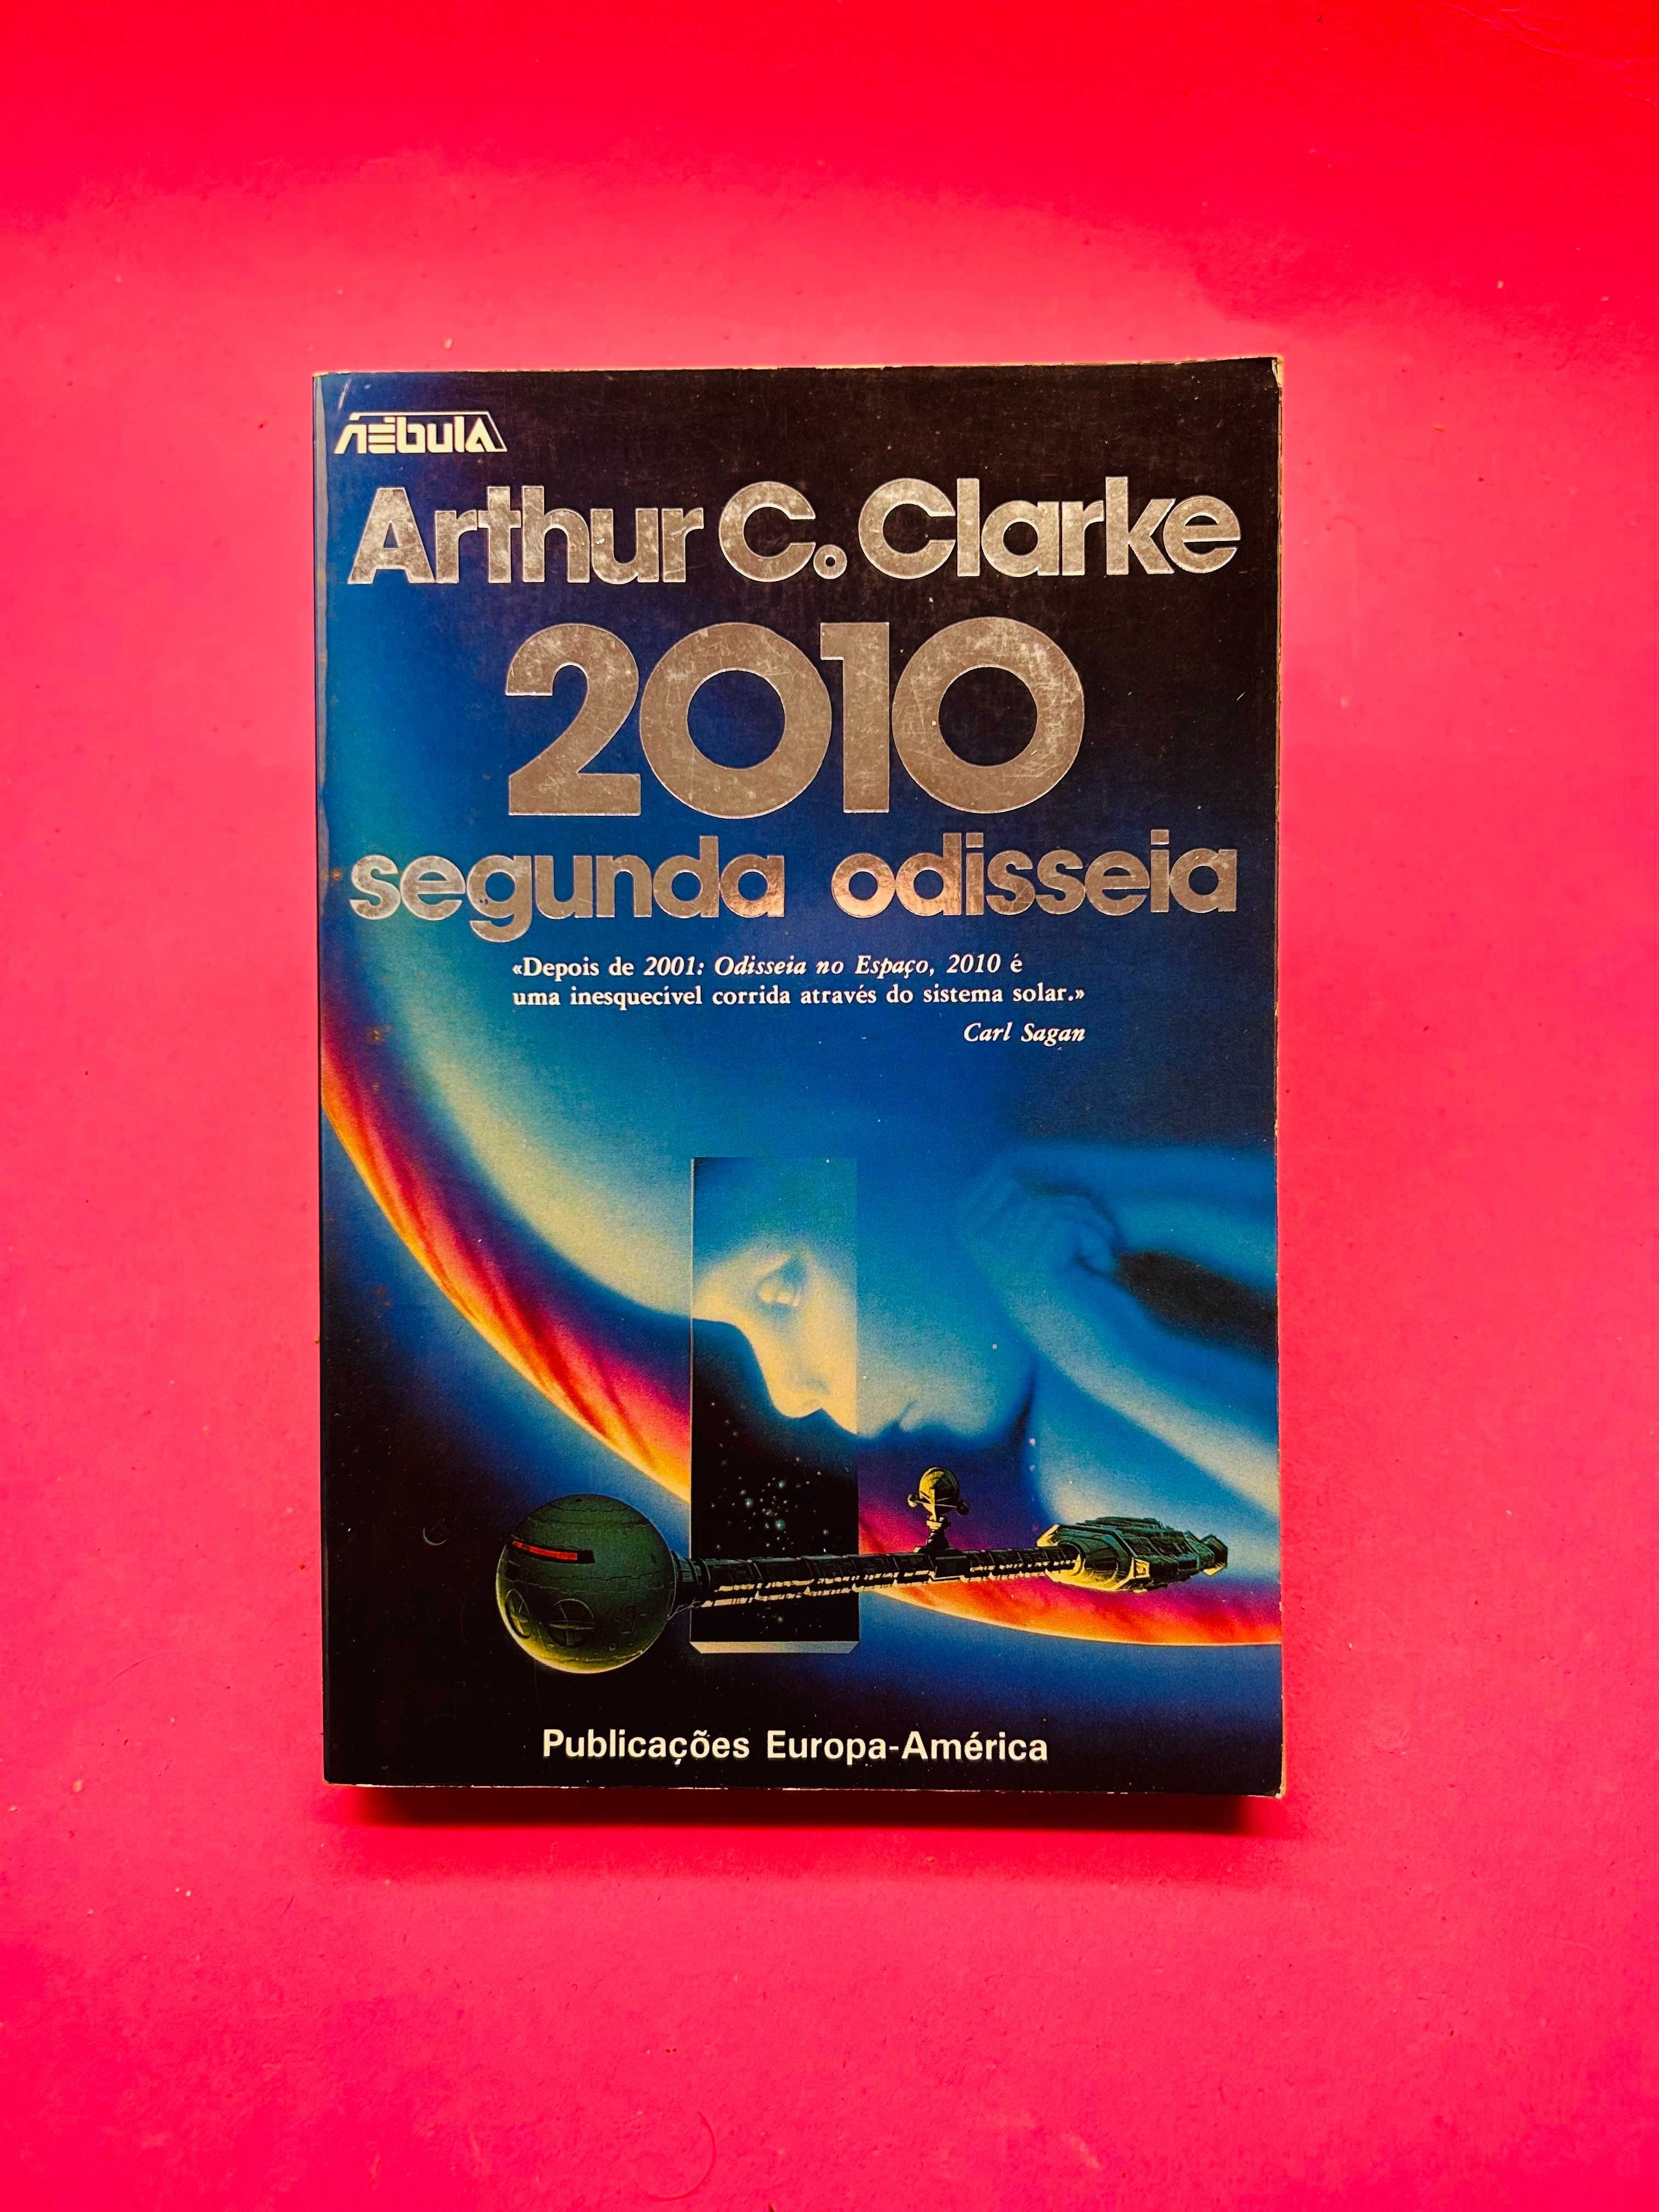 nébula
Arthur C. Clarke
2010
segunda odisseia
«Depois de 2001: Odisseia no Espaço, 2010 é
uma inesquecível corrida através do sistema solar.»
Carl Sagan
Publicações Europa-América